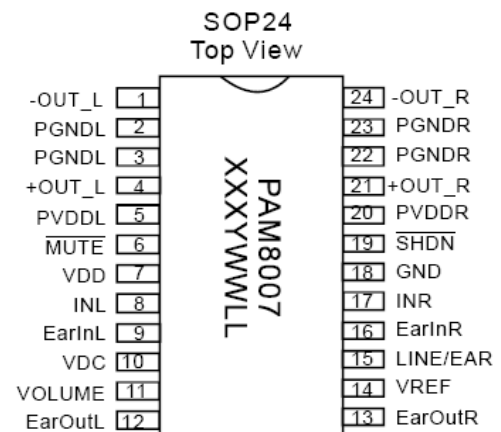 SOP24
Top View
-OUT_L 1
PGNDL 2
PGNDL 3
+OUT_L 4
PVDDL 5
MUTE 6
VDD 7
INL 8
EarInL 9
VDC 10
VOLUME 11
EarOutL 12
PAM8007
XXXYWWLL
24 -OUT_R
23 PGNDR
22 PGNDR
21 +OUT_R
20 PVDDR
19 SHDN
18 GND
17 INR
16 EarInR
15 LINE/EAR
14 VREF
13 EarOutR